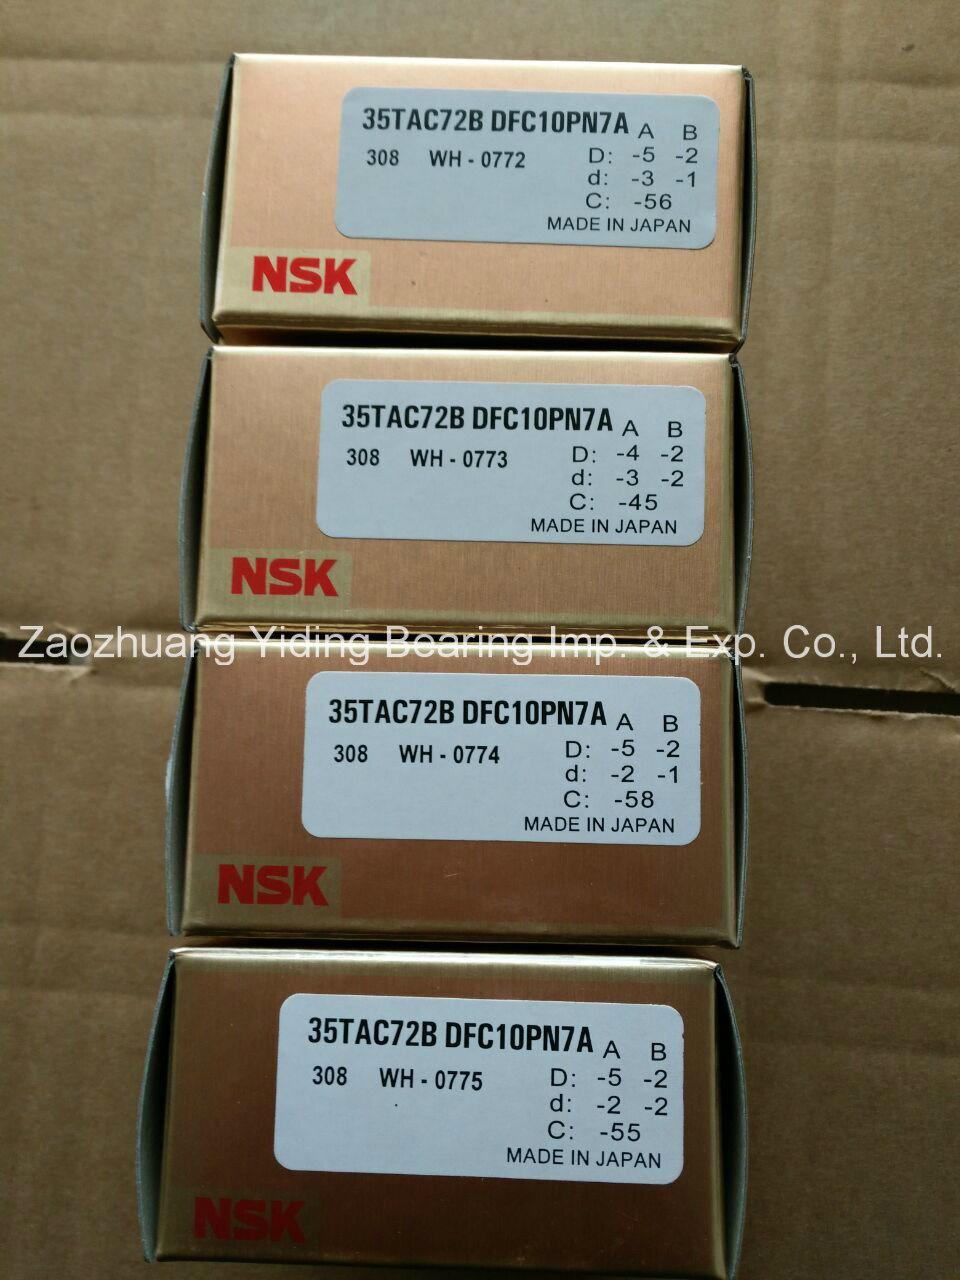 35TAC72B DFC10PN7A A B
308 WH - 0772 D: -5 -2
d: -3 -1
C: -56
MADE IN JAPAN
NSK
35TAC72B DFC10PN7A A B
308 WH - 0773 D: -4 -2
d: -3 -2
C: -45
MADE IN JAPAN
NSK
Zaozhuang Yiding Bearing Imp. & Exp. Co., Ltd.
35TAC72B DFC10PN7A A B
308 WH - 0774 D: -5 -2
d: -2 -1
C: -58
MADE IN JAPAN
NSK
35TAC72B DFC10PN7A A B
308 WH - 0775 D: -5 -2
d: -2 -2
C: -55
MADE IN JAPAN
NSK